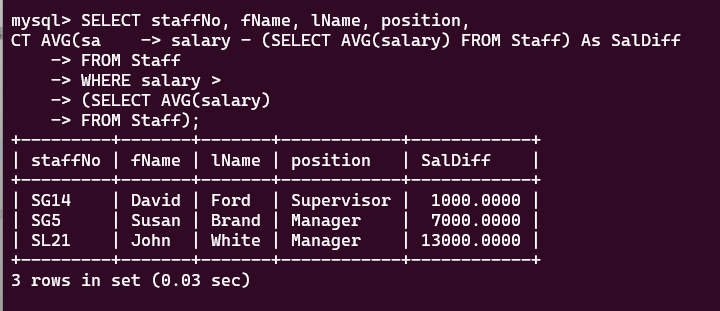 mysql> SELECT staffNo, fName, lName, position,
CT AVG(sa    -> salary - (SELECT AVG(salary) FROM Staff) As SalDiff
    -> FROM Staff
    -> WHERE salary >
    -> (SELECT AVG(salary)
    -> FROM Staff);
+---------+-------+-------+------------+------------+
| staffNo | fName | lName | position   | SalDiff    |
+---------+-------+-------+------------+------------+
| SG14    | David | Ford  | Supervisor |  1000.0000 |
| SG5     | Susan | Brand | Manager    |  7000.0000 |
| SL21    | John  | White | Manager    | 13000.0000 |
+---------+-------+-------+------------+------------+
3 rows in set (0.03 sec)